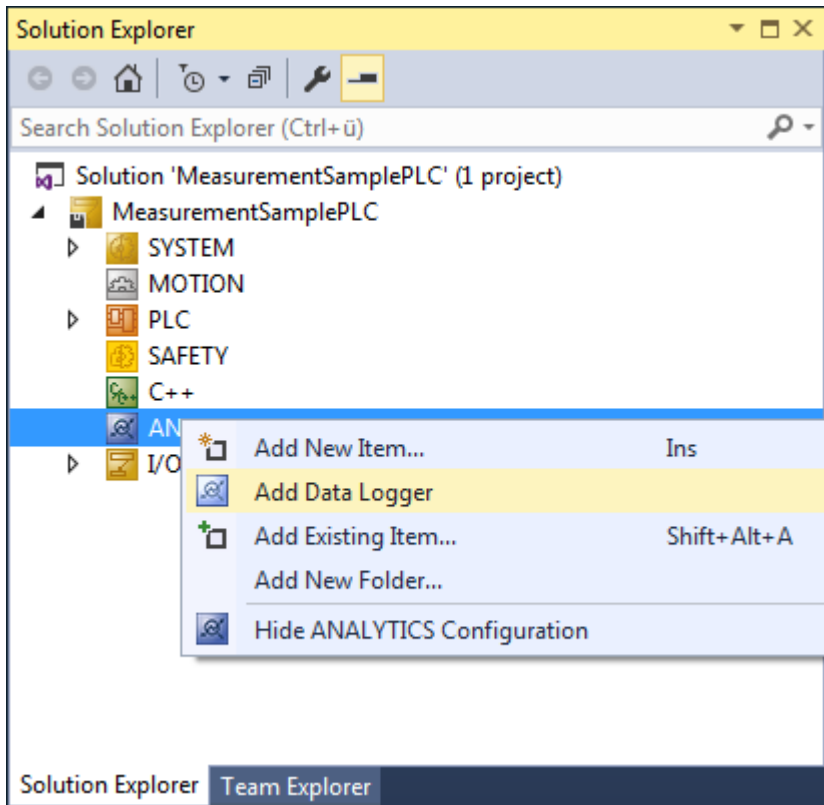 Solution Explorer
Search Solution Explorer (Ctrl+ü)
Solution 'MeasurementSamplePLC' (1 project)
MeasurementSamplePLC
SYSTEM
MOTION
PLC
SAFETY
C++
AN
I/O
Add New Item... Ins
Add Data Logger
Add Existing Item... Shift+Alt+A
Add New Folder...
Hide ANALYTICS Configuration
Solution Explorer Team Explorer